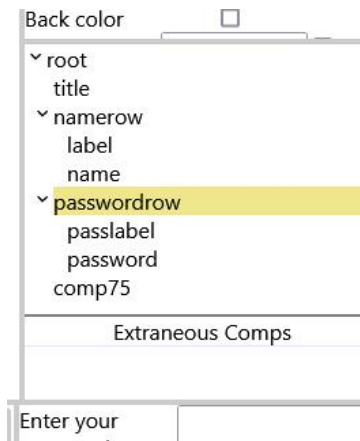 Back color
root
title
namerow
label
name
passwordrow
passlabel
password
comp75
Extraneous Comps
Enter your